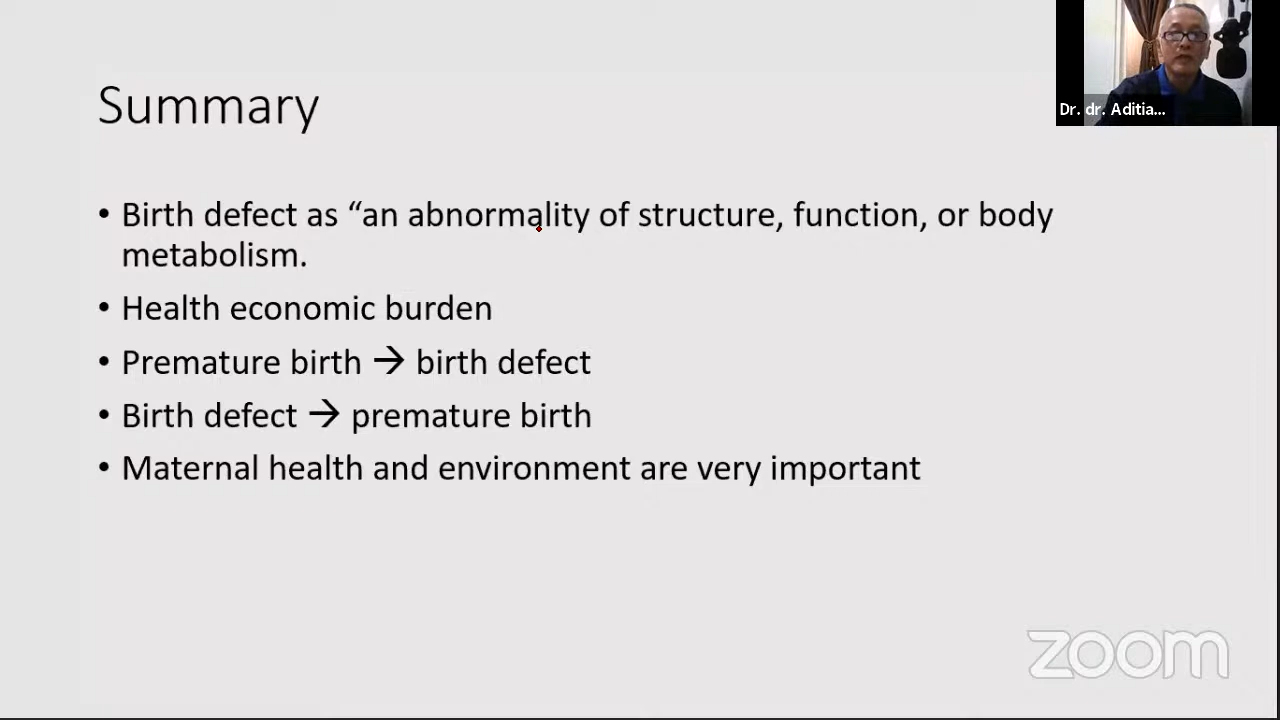 Dr. dr. Aditia...
Summary
• Birth defect as “an abnormality of structure, function, or body
metabolism.
• Health economic burden
• Premature birth → birth defect
• Birth defect → premature birth
• Maternal health and environment are very important
zoom